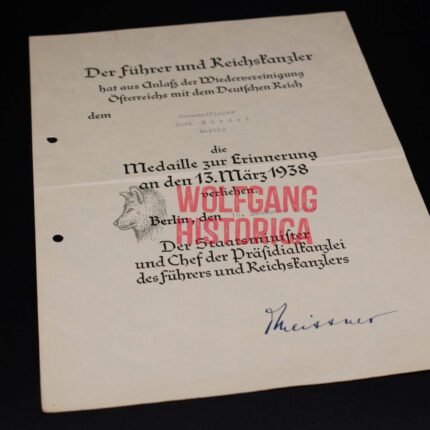 Der Führer und Reichskanzler
hat aus Anlaß der Wiedervereinigung
Österreichs mit dem Deutschen Reich
dem
Unteroffizier
Berlin
die
Medaille zur Erinnerung
an den 13. März 1938
verliehen.
WOLFGANG
HISTORICA
Berlin, den
Der Staatsminister
und Chef der Präsidialkanzlei
des Führers und Reichskanzlers
Meissner